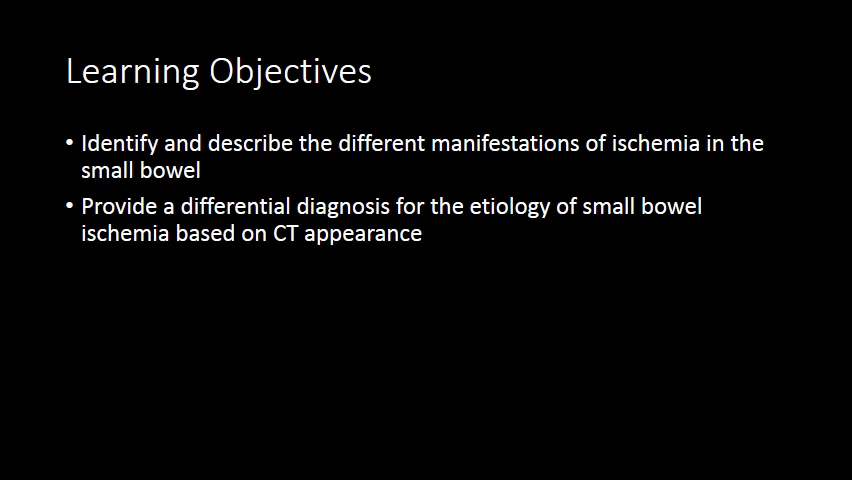 Learning Objectives
• Identify and describe the different manifestations of ischemia in the
small bowel
• Provide a differential diagnosis for the etiology of small bowel
ischemia based on CT appearance